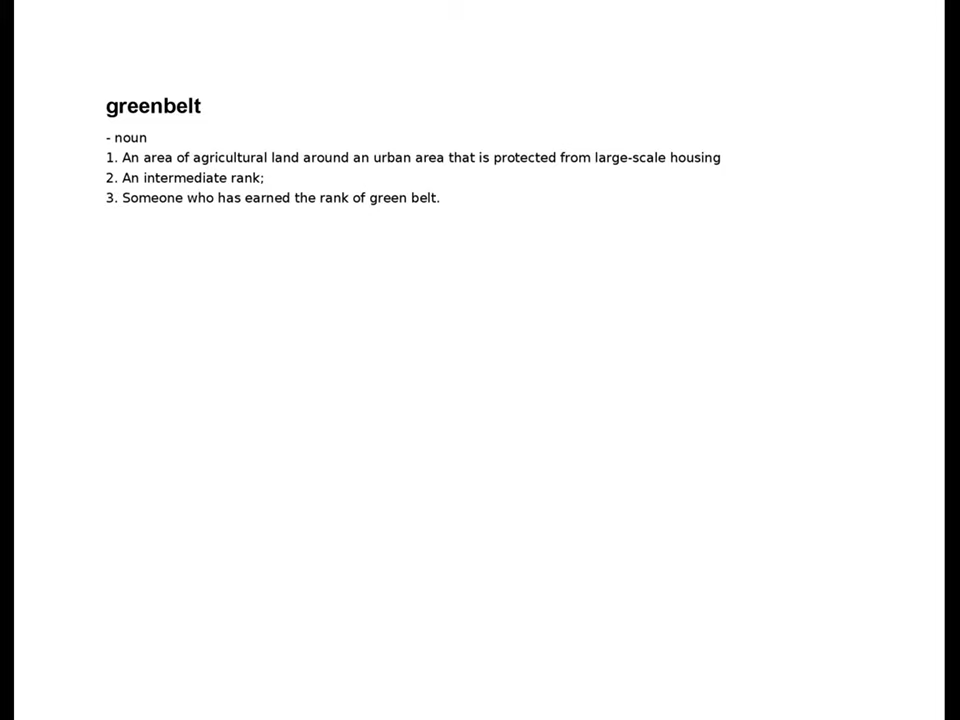 greenbelt
- noun
1. An area of agricultural land around an urban area that is protected from large-scale housing
2. An intermediate rank;
3. Someone who has earned the rank of green belt.